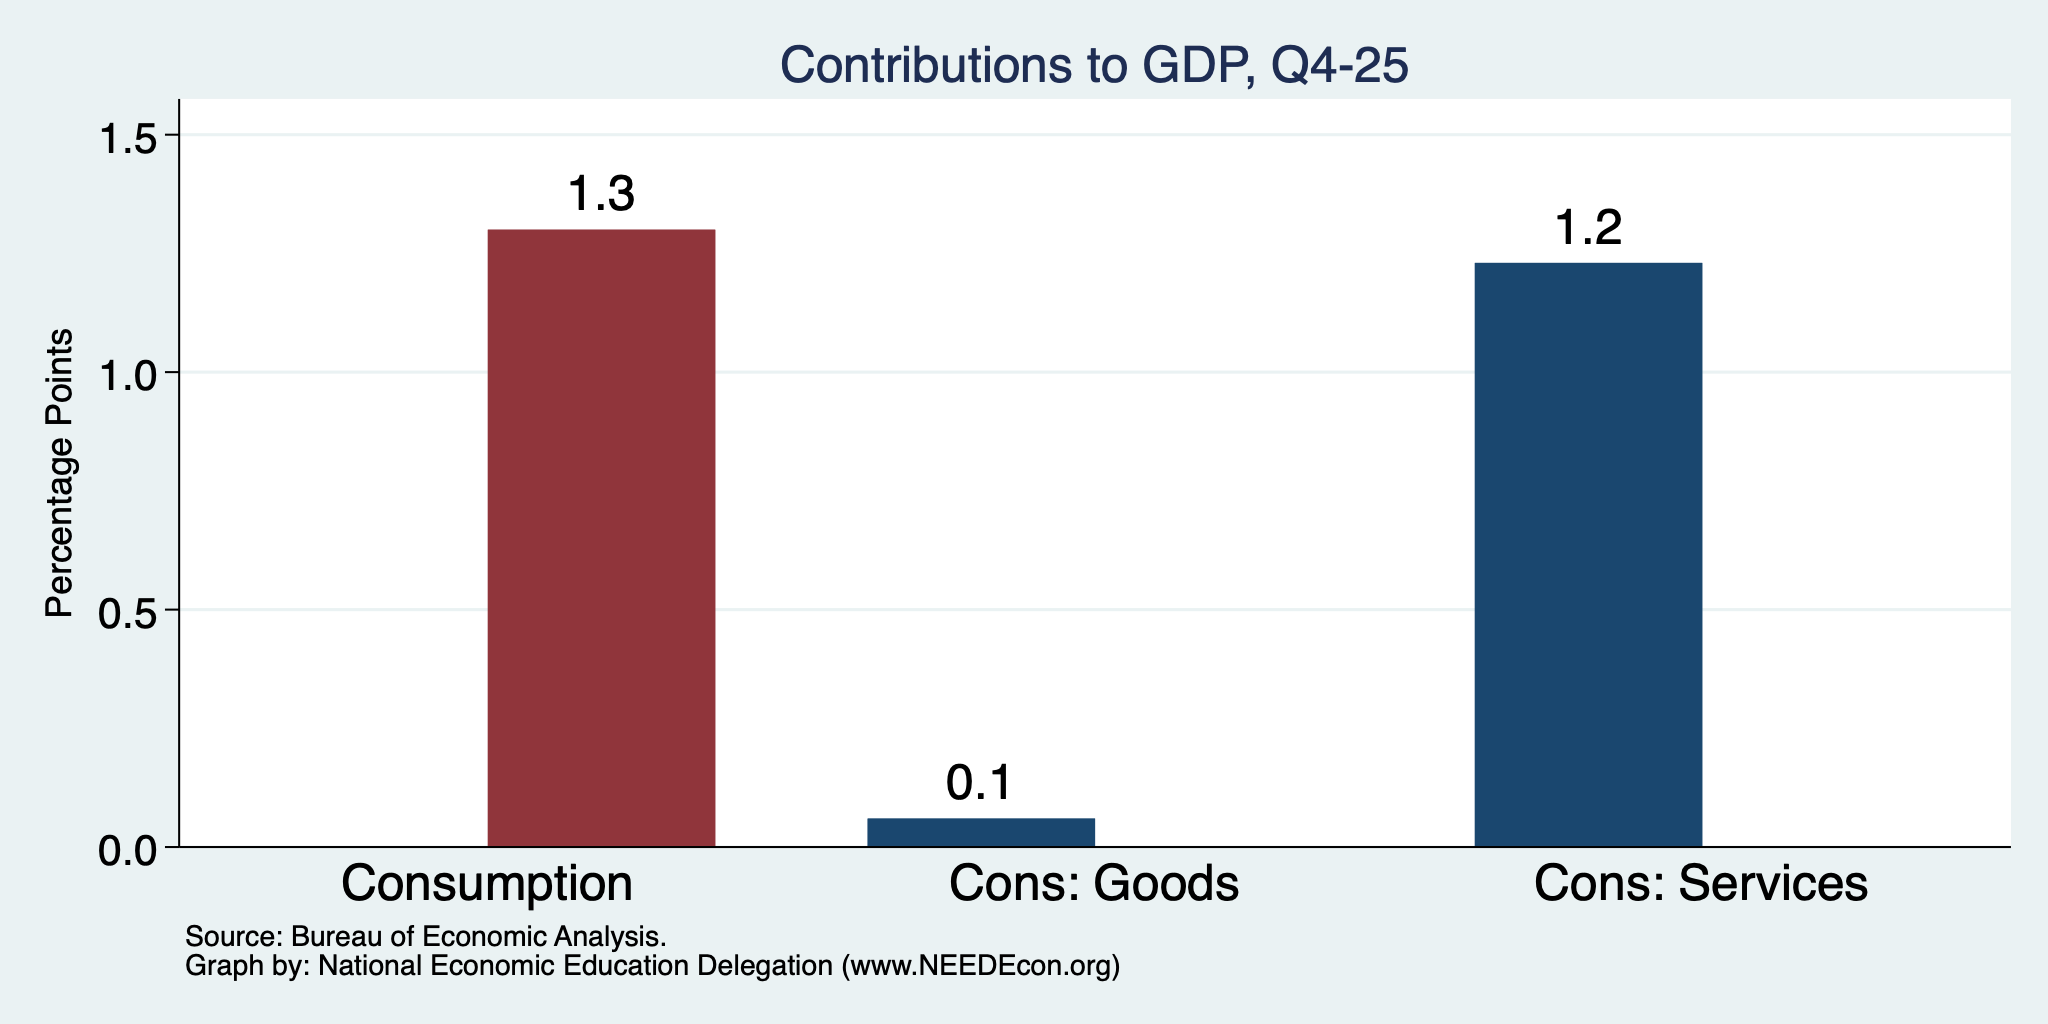 Contributions to GDP, Q4-25
Percentage Points
1.5
1.0
0.5
0.0
1.3
0.1
1.2
Consumption
Cons: Goods
Cons: Services
Source: Bureau of Economic Analysis.
Graph by: National Economic Education Delegation (www.NEEDEcon.org)